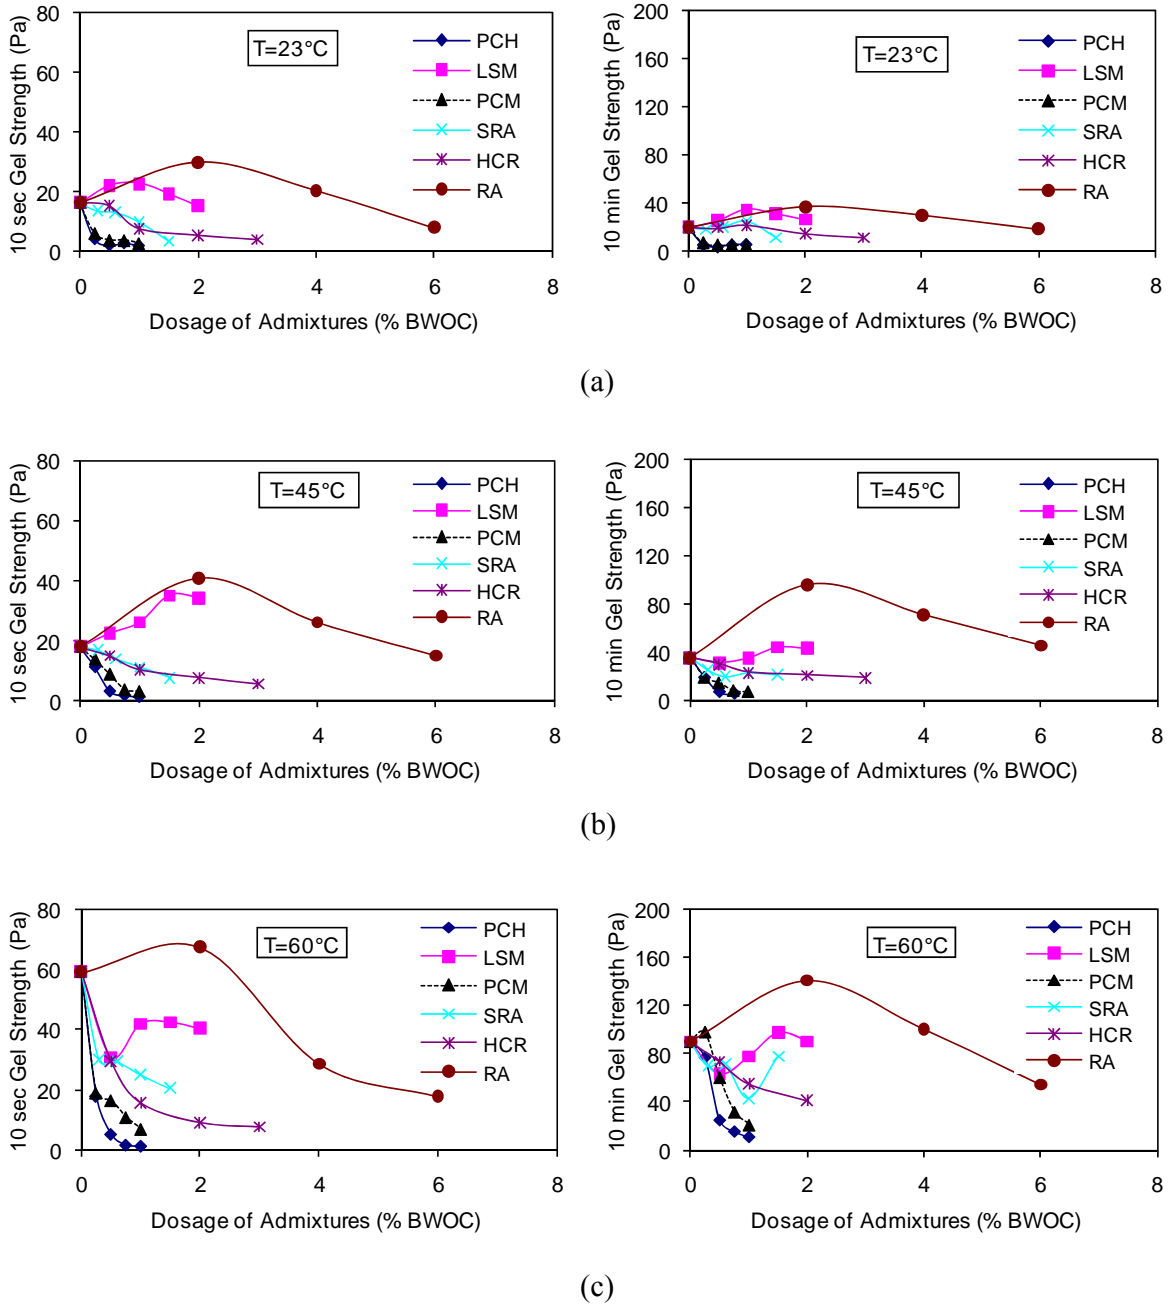 10 sec Gel Strength (Pa)
80
60
40
20
0
0 2 4 6 8
Dosage of Admixtures (% BWOC)
T=23°C
PCH
LSM
PCM
SRA
HCR
RA
10 min Gel Strength (Pa)
200
160
120
80
40
0
0 2 4 6 8
Dosage of Admixtures (% BWOC)
T=23°C
PCH
LSM
PCM
SRA
HCR
RA
(a)
10 sec Gel Strength (Pa)
80
60
40
20
0
0 2 4 6 8
Dosage of Admixtures (% BWOC)
T=45°C
PCH
LSM
PCM
SRA
HCR
RA
10 min Gel Strength (Pa)
200
160
120
80
40
0
0 2 4 6 8
Dosage of Admixtures (% BWOC)
T=45°C
PCH
LSM
PCM
SRA
HCR
RA
(b)
10 sec Gel Strength (Pa)
80
60
40
20
0
0 2 4 6 8
Dosage of Admixtures (% BWOC)
T=60°C
PCH
LSM
PCM
SRA
HCR
RA
10 min Gel Strength (Pa)
200
160
120
80
40
0
0 2 4 6 8
Dosage of Admixtures (% BWOC)
T=60°C
PCH
LSM
PCM
SRA
HCR
RA
(c)